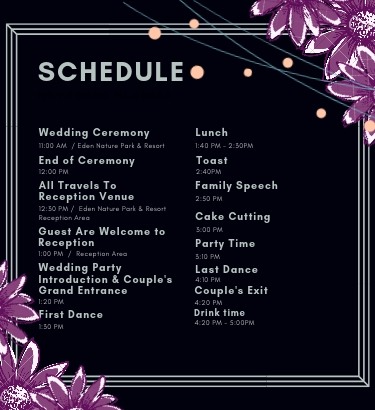 SCHEDULE
Wedding Ceremony
11:00 AM / Eden Nature Park & Resort
End of Ceremony
12:00 PM
All Travels To
Reception Venue
12:30 PM / Eden Nature Park & Resort
Reception Area
Guest Are Welcome to
Reception
1:00 PM / Reception Area
Wedding Party
Introduction & Couple's
Grand Entrance
1:20 PM
First Dance
1:30 PM
Lunch
1:40 PM - 2:30PM
Toast
2:40PM
Family Speech
2:50 PM
Cake Cutting
3:00 PM
Party Time
3:10 PM
Last Dance
4:10 PM
Couple's Exit
4:20 PM
Drink time
4:20 PM - 5:00PM